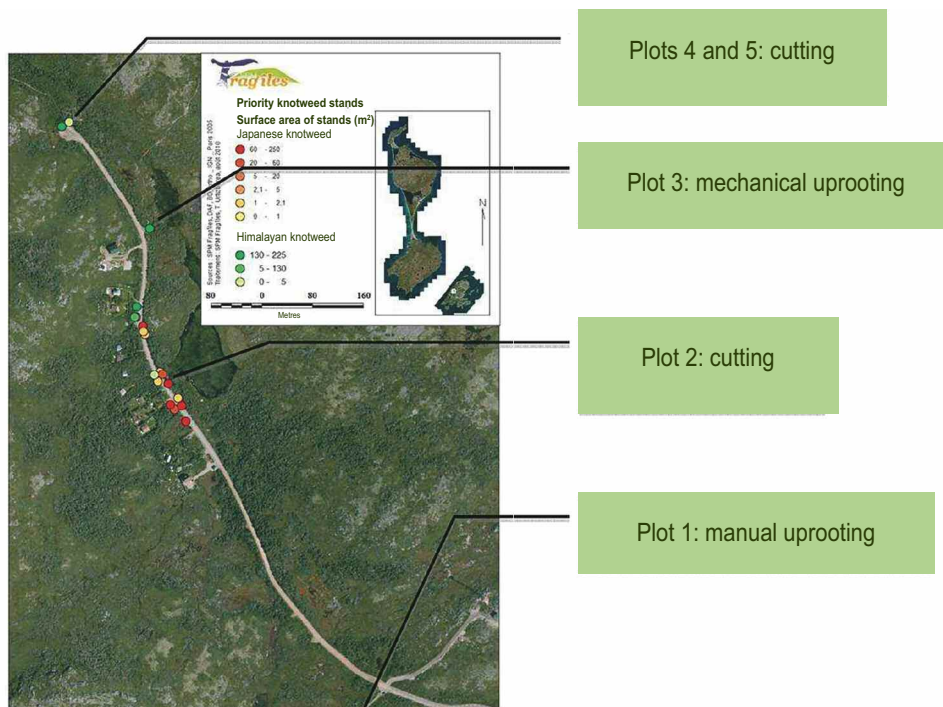 Plots 4 and 5: cutting
Fragîles
Priority knotweed stands
Surface area of stands (m²)
Japanese knotweed
60 - 250
20 - 60
5 - 20
2,1 - 5
1 - 2,1
0 - 1
Himalayan knotweed
130 - 225
5 - 130
0 - 5
80 0 80 160
Metres
N
Plot 3: mechanical uprooting
Plot 2: cutting
Plot 1: manual uprooting